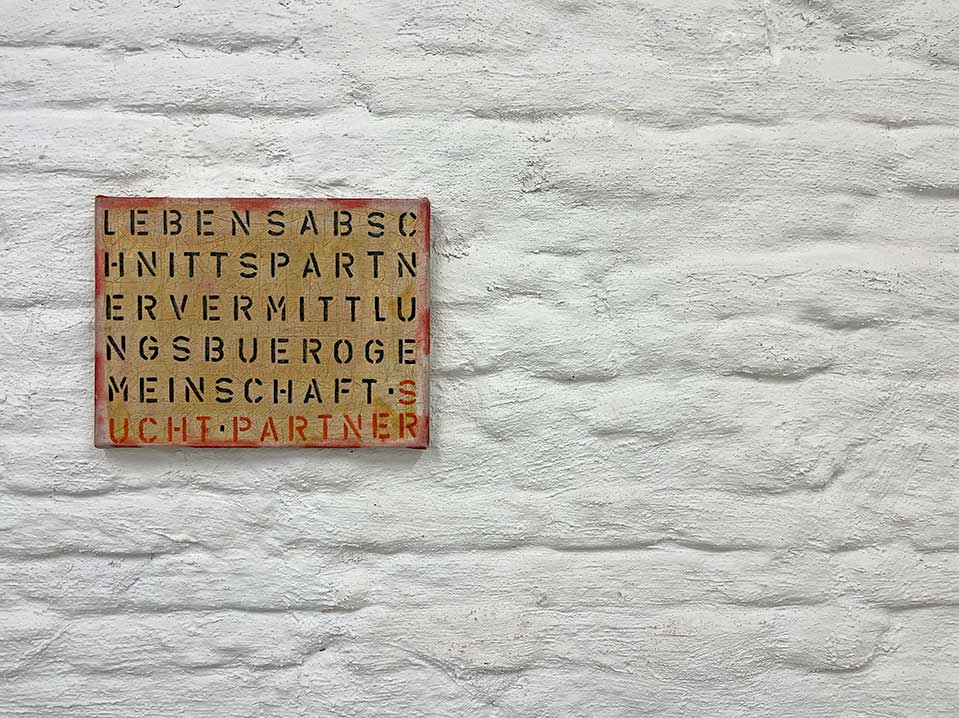 LEBENSABSC
HNITTSPARTN
ERVERMITTLU
NGSBUEROGE
MEINSCHAFT·S
UCHT·PARTNER